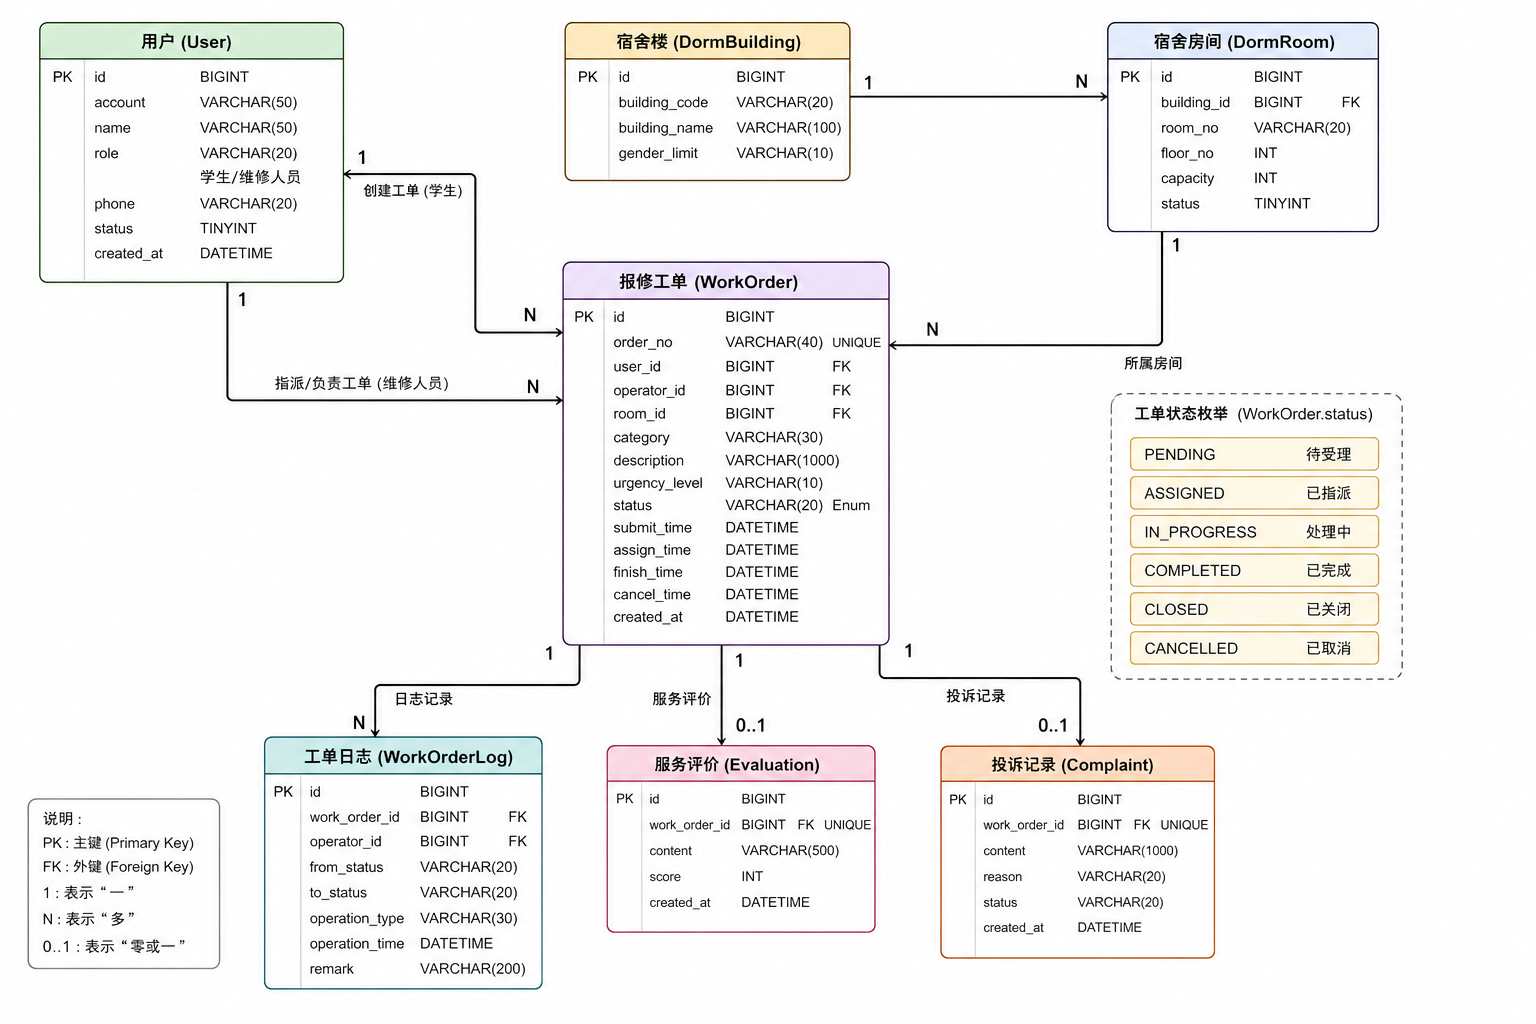 用户 (User)
PK id BIGINT
account VARCHAR(50)
name VARCHAR(50)
role VARCHAR(20)
学生/维修人员
phone VARCHAR(20)
status TINYINT
created_at DATETIME
宿舍楼 (DormBuilding)
PK id BIGINT
building_code VARCHAR(20)
building_name VARCHAR(100)
gender_limit VARCHAR(10)
1
N
宿舍房间 (DormRoom)
PK id BIGINT
building_id BIGINT FK
room_no VARCHAR(20)
floor_no INT
capacity INT
status TINYINT
1
创建工单 (学生)
N
1
指派/负责工单 (维修人员)
N
1
N
所属房间
报修工单 (WorkOrder)
PK id BIGINT
order_no VARCHAR(40) UNIQUE
user_id BIGINT FK
operator_id BIGINT FK
room_id BIGINT FK
category VARCHAR(30)
description VARCHAR(1000)
urgency_level VARCHAR(10)
status VARCHAR(20) Enum
submit_time DATETIME
assign_time DATETIME
finish_time DATETIME
cancel_time DATETIME
created_at DATETIME
工单状态枚举 (WorkOrder.status)
PENDING 待受理
ASSIGNED 已指派
IN_PROGRESS 处理中
COMPLETED 已完成
CLOSED 已关闭
CANCELLED 已取消
1
日志记录
N
1
服务评价
0..1
1
投诉记录
0..1
工单日志 (WorkOrderLog)
PK id BIGINT
work_order_id BIGINT FK
operator_id BIGINT FK
from_status VARCHAR(20)
to_status VARCHAR(20)
operation_type VARCHAR(30)
operation_time DATETIME
remark VARCHAR(200)
服务评价 (Evaluation)
PK id BIGINT
work_order_id BIGINT FK UNIQUE
content VARCHAR(500)
score INT
created_at DATETIME
投诉记录 (Complaint)
PK id BIGINT
work_order_id BIGINT FK UNIQUE
content VARCHAR(1000)
reason VARCHAR(20)
status VARCHAR(20)
created_at DATETIME
说明：
PK : 主键 (Primary Key)
FK : 外键 (Foreign Key)
1 : 表示“一”
N : 表示“多”
0..1 : 表示“零或一”